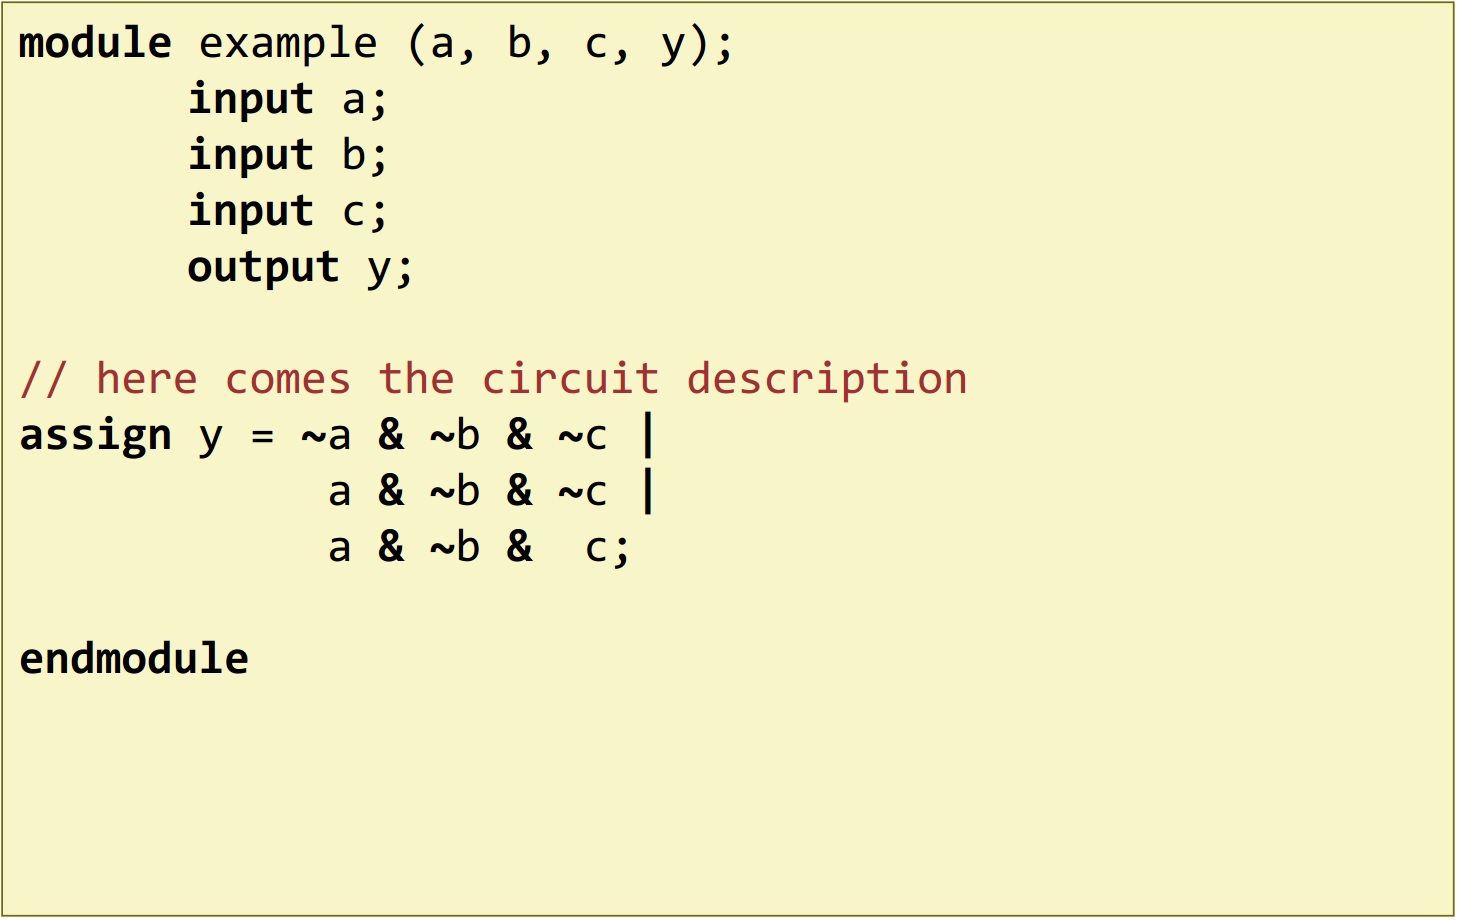 module example (a, b, c, y);
input a;
input b;
input c;
output y;
// here comes the circuit description
assign y = ~a & ~b & ~c |
a & ~b & ~c |
a & ~b &  c;
endmodule